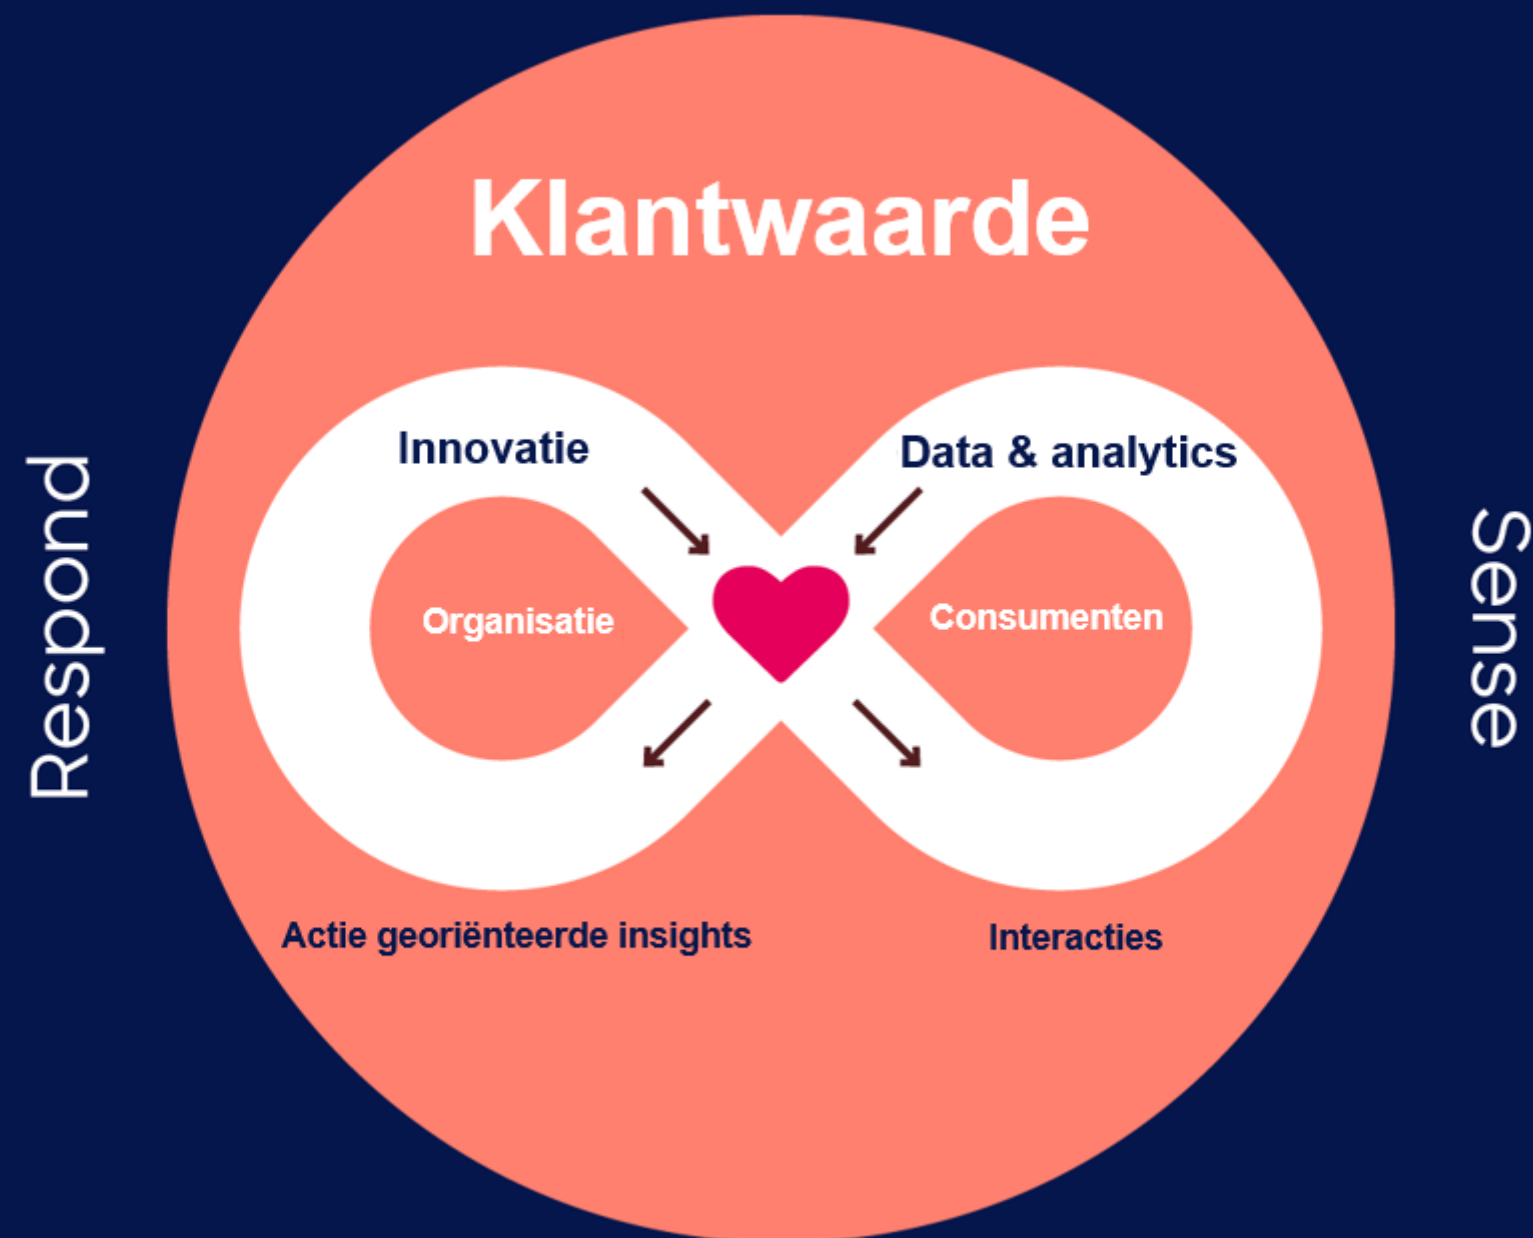 Klantwaarde
Innovatie
Data & analytics
Organisatie
Consumenten
Actie georiënteerde insights
Interacties
Respond
Sense